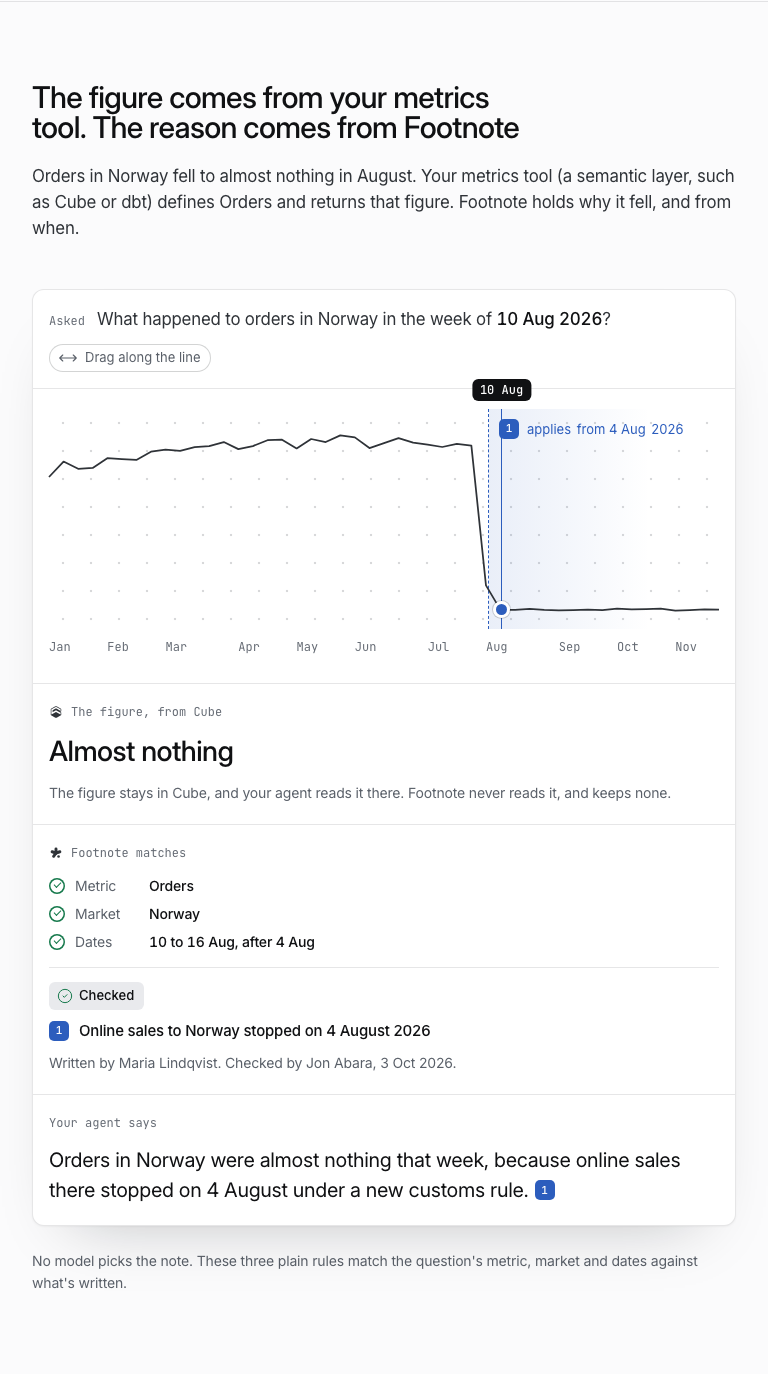 The figure comes from your metrics
tool. The reason comes from Footnote
Orders in Norway fell to almost nothing in August. Your metrics tool (a semantic layer, such
as Cube or dbt) defines Orders and returns that figure. Footnote holds why it fell, and from
when.
Asked What happened to orders in Norway in the week of 10 Aug 2026?
Drag along the line
10 Aug
1 applies from 4 Aug 2026
Jan Feb Mar Apr May Jun Jul Aug Sep Oct Nov
The figure, from Cube
Almost nothing
The figure stays in Cube, and your agent reads it there. Footnote never reads it, and keeps none.
Footnote matches
Metric Orders
Market Norway
Dates 10 to 16 Aug, after 4 Aug
Checked
1 Online sales to Norway stopped on 4 August 2026
Written by Maria Lindqvist. Checked by Jon Abara, 3 Oct 2026.
Your agent says
Orders in Norway were almost nothing that week, because online sales
there stopped on 4 August under a new customs rule. 1
No model picks the note. These three plain rules match the question's metric, market and dates against
what's written.